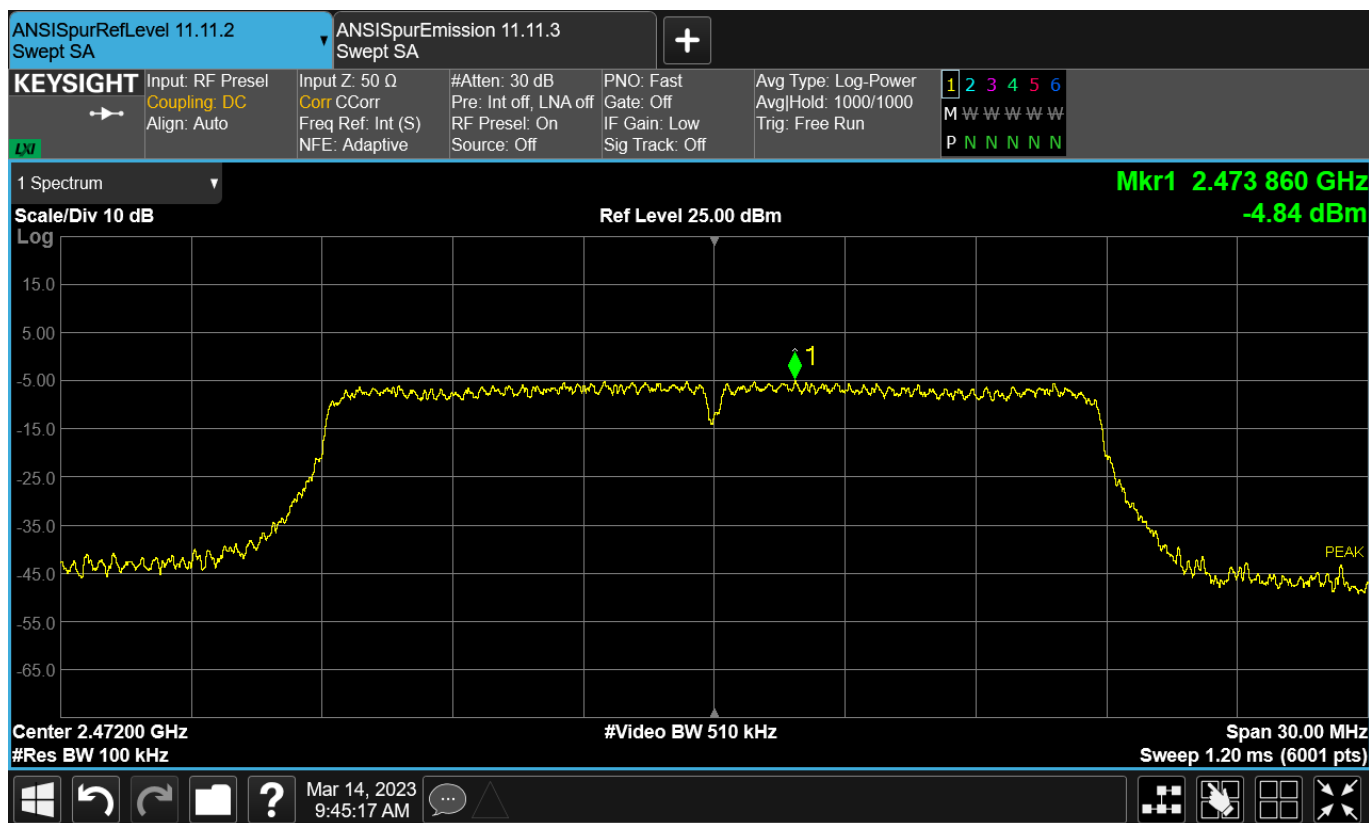 ANSISpurRefLevel 11.11.2
Swept SA
ANSISpurEmission 11.11.3
Swept SA
KEYSIGHT
LXI
Input: RF Presel
Coupling: DC
Align: Auto
Input Z: 50 Ω
Corr CCorr
Freq Ref: Int (S)
NFE: Adaptive
#Atten: 30 dB
Pre: Int off, LNA off
RF Presel: On
Source: Off
PNO: Fast
Gate: Off
IF Gain: Low
Sig Track: Off
Avg Type: Log-Power
Avg|Hold: 1000/1000
Trig: Free Run
1 2 3 4 5 6
M W W W W W
P N N N N N
1 Spectrum
Mkr1 2.473 860 GHz
-4.84 dBm
Scale/Div 10 dB
Ref Level 25.00 dBm
Log
15.0
5.00
-5.00
-15.0
-25.0
-35.0
-45.0
-55.0
-65.0
1
PEAK
Center 2.47200 GHz
#Video BW 510 kHz
Span 30.00 MHz
#Res BW 100 kHz
Sweep 1.20 ms (6001 pts)
?
Mar 14, 2023
9:45:17 AM